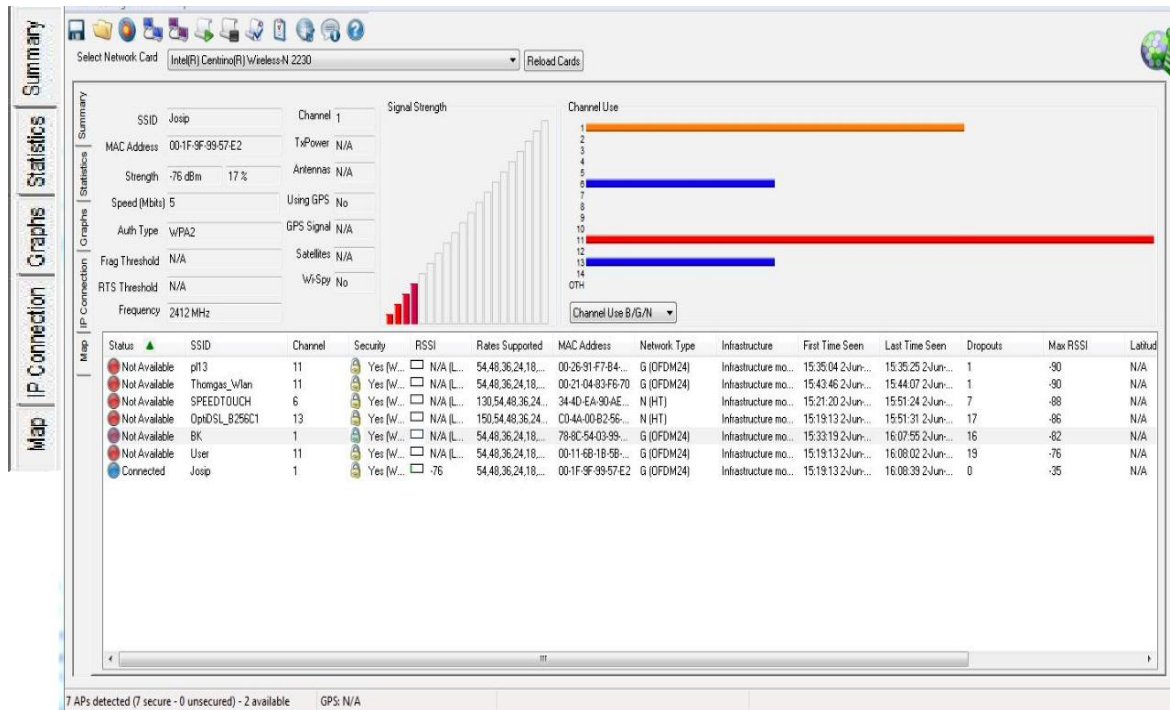 Summary
Statistics
Graphs
IP Connection
Map
Select Network Card Intel(R) Centrino(R) Wireless-N 2230 Reload Cards
Summary
Statistics
Graphs
IP Connection
Map
SSID Josip
MAC Address 00-1F-9F-99-57-E2
Strength -76 dBm 17 %
Speed (Mbits) 5
Auth Type WPA2
Frag Threshold N/A
RTS Threshold N/A
Frequency 2412 MHz
Channel 1
TxPower N/A
Antennas N/A
Using GPS No
GPS Signal N/A
Satellites N/A
Wi-Spy No
Signal Strength
Channel Use
1
2
3
4
5
6
7
8
9
10
11
12
13
14
OTH
Channel Use B/G/N
Status SSID Channel Security RSSI Rates Supported MAC Address Network Type Infrastructure First Time Seen Last Time Seen Dropouts Max RSSI Latitud
Not Available pl13 11 Yes (W... N/A (L... 54,48,36,24,18,... 00-26-91-F7-B4-... G (OFDM24) Infrastructure mo... 15:35:04 2-Jun-... 15:35:25 2-Jun-... 1 -90 N/A
Not Available Thomgas_Wlan 11 Yes (W... N/A (L... 54,48,36,24,18,... 00-21-04-83-F6-70 G (OFDM24) Infrastructure mo... 15:43:46 2-Jun-... 15:44:07 2-Jun-... 1 -90 N/A
Not Available SPEEDTOUCH 6 Yes (W... N/A (L... 130,54,48,36,24... 34-4D-EA-90-AE... N (HT) Infrastructure mo... 15:21:20 2-Jun-... 15:51:24 2-Jun-... 7 -88 N/A
Not Available OptiDSL_B256C1 13 Yes (W... N/A (L... 150,54,48,36,24... C0-4A-00-B2-56-... N (HT) Infrastructure mo... 15:19:13 2-Jun-... 15:51:31 2-Jun-... 17 -86 N/A
Not Available BK 1 Yes (W... N/A (L... 54,48,36,24,18,... 78-8C-54-03-99-... G (OFDM24) Infrastructure mo... 15:33:19 2-Jun-... 16:07:55 2-Jun-... 16 -82 N/A
Not Available User 11 Yes (W... N/A (L... 54,48,36,24,18,... 00-11-6B-1B-5B-... G (OFDM24) Infrastructure mo... 15:19:13 2-Jun-... 16:08:02 2-Jun-... 19 -76 N/A
Connected Josip 1 Yes (W... -76 54,48,36,24,18,... 00-1F-9F-99-57-E2 G (OFDM24) Infrastructure mo... 15:19:13 2-Jun-... 16:08:39 2-Jun-... 0 -35 N/A
7 APs detected (7 secure - 0 unsecured) - 2 available GPS: N/A